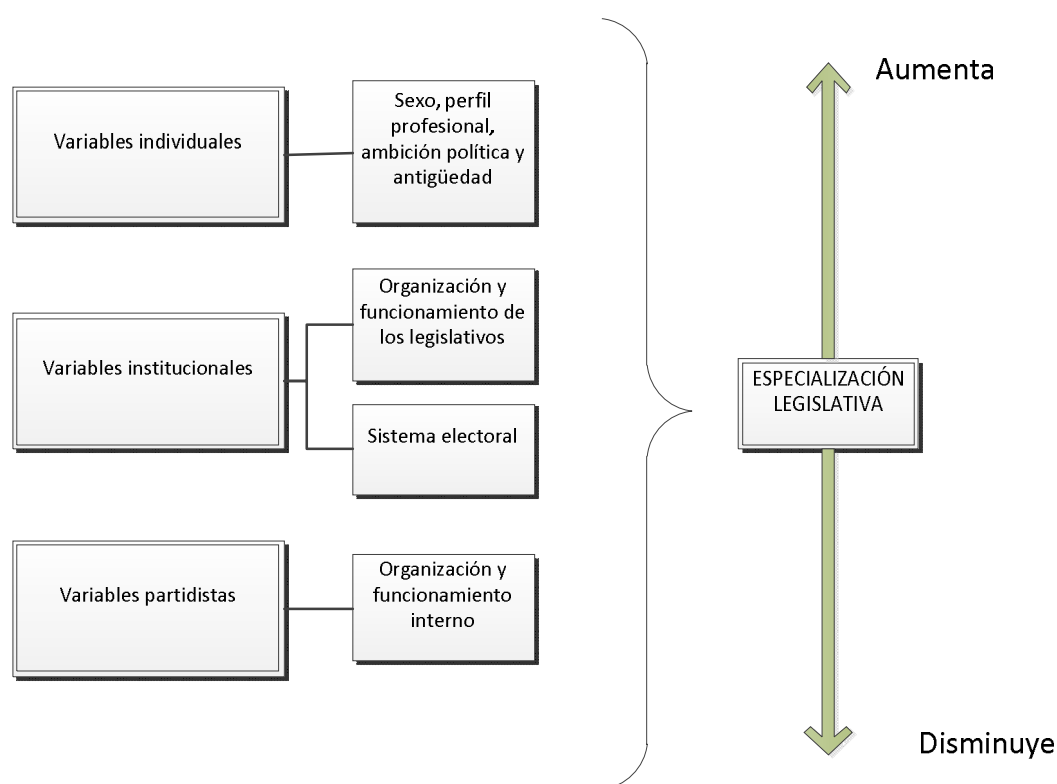 Variables individuales
Sexo, perfil
profesional,
ambición política y
antigüedad
Variables institucionales
Organización y
funcionamiento de
los legislativos
Sistema electoral
Variables partidistas
Organización y
funcionamiento
interno
Aumenta
ESPECIALIZACIÓN
LEGISLATIVA
Disminuye